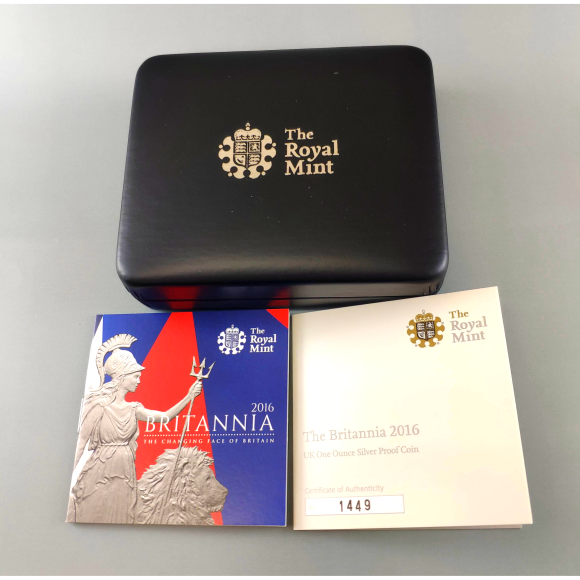 The
Royal
Mint
The
Royal
Mint
2016
BRITANNIA
THE CHANGING FACE OF BRITAIN
The
Royal
Mint
The Britannia 2016
UK One Ounce Silver Proof Coin
Certificate of Authenticity
1449